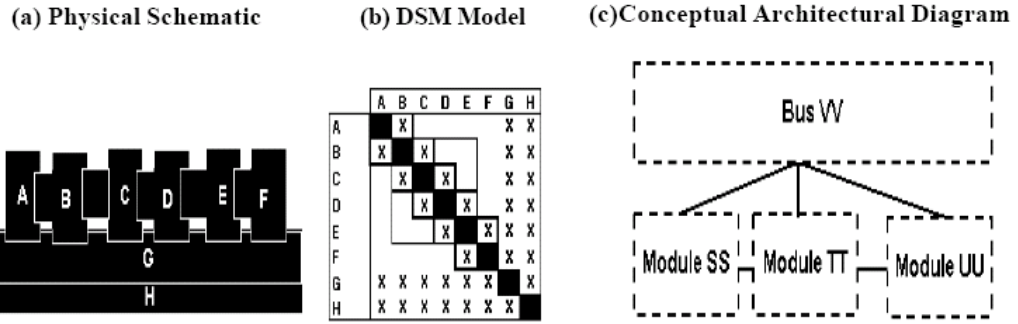 (a) Physical Schematic
A B C D E F
G
H
(b) DSM Model
A B C D E F G H
A X X X
B X X X X
C X X X X
D X X X X
E X X X X
F X X X
G X X X X X X X
H X X X X X X X
(c)Conceptual Architectural Diagram
Bus VV
Module SS Module TT Module UU